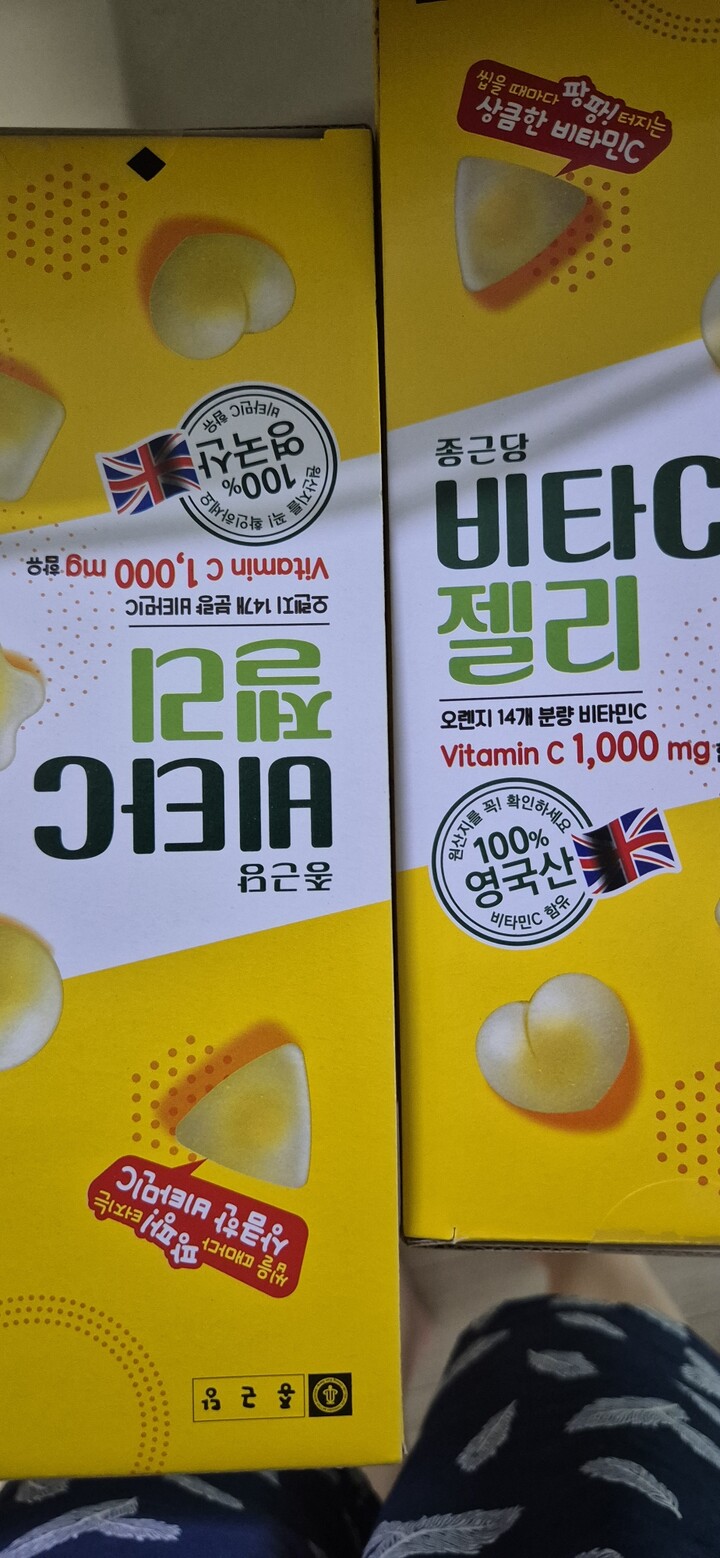 씹을 때마다 팡팡! 터지는
상큼한 비타민C
종근당
비타C
젤리
오렌지 14개 분량 비타민C
Vitamin C 1,000 mg
원산지를 꼭! 확인하세요
100%
영국산
비타민C 함유
종근당
비타C
젤리
오렌지 14개 분량 비타민C
Vitamin C 1,000 mg 함유
원산지를 꼭! 확인하세요
100%
영국산
비타민C 함유
씹을 때마다
팡팡! 터지는
상큼한 비타민C
종근당